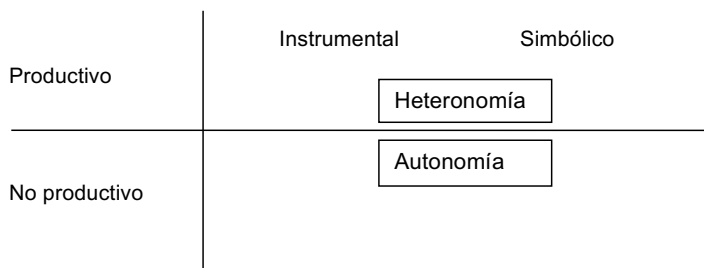 Instrumental Simbólico
Productivo
Heteronomía
Autonomía
No productivo